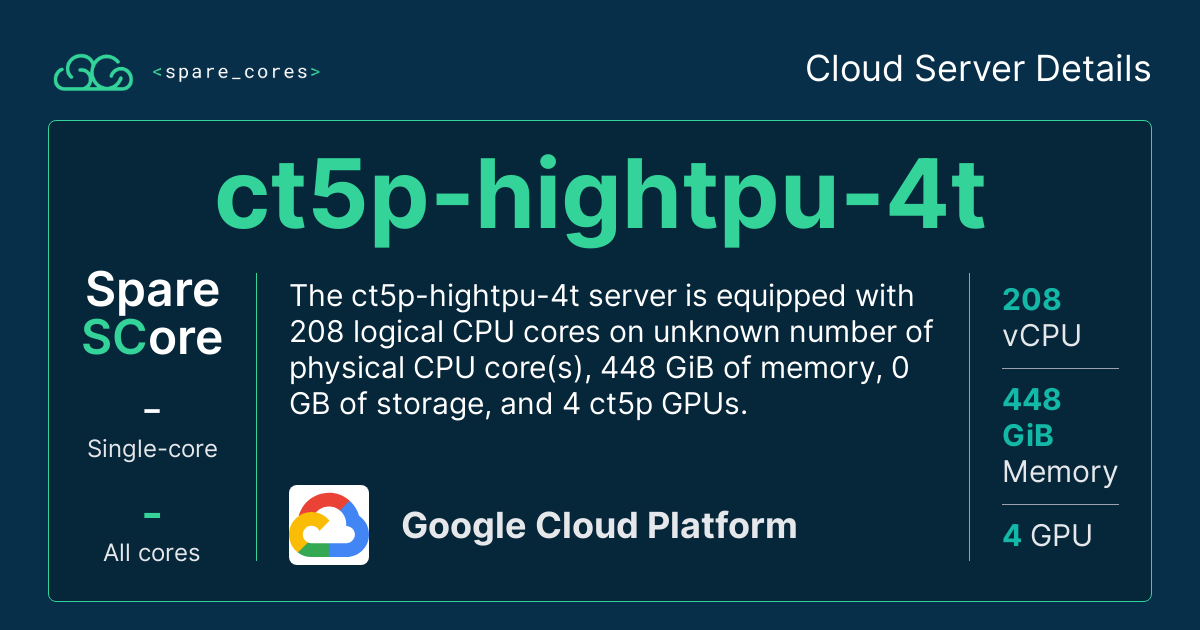 <spare_cores>
Cloud Server Details
ct5p-hightpu-4t
Spare
SCore
–
Single-core
–
All cores
The ct5p-hightpu-4t server is equipped with
208 logical CPU cores on unknown number of
physical CPU core(s), 448 GiB of memory, 0
GB of storage, and 4 ct5p GPUs.
Google Cloud Platform
208
vCPU
448
GiB
Memory
4 GPU